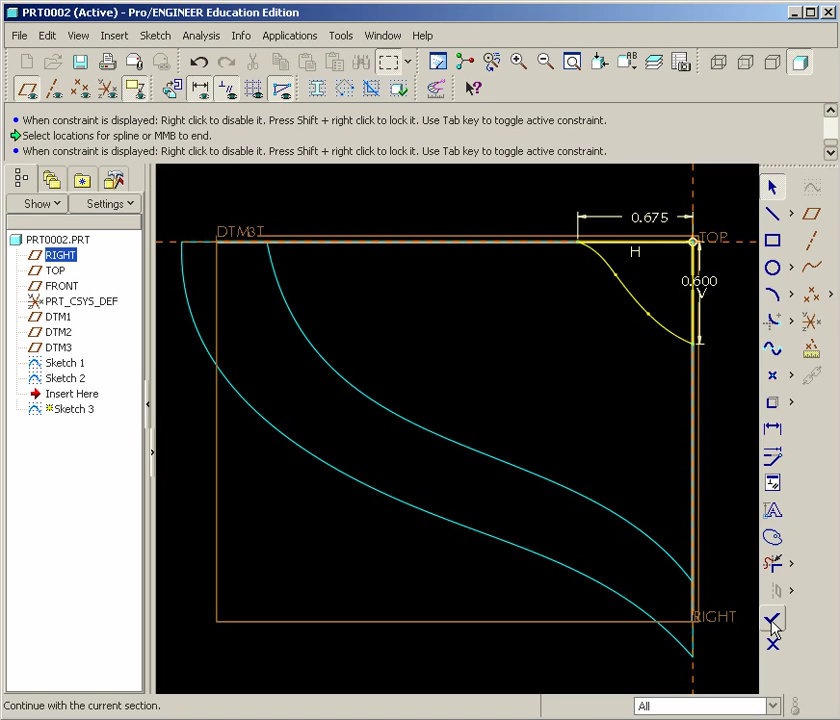 PRT0002 (Active) - Pro/ENGINEER Education Edition
File Edit View Insert Sketch Analysis Info Applications Tools Window Help
When constraint is displayed: Right click to disable it. Press Shift + right click to lock it. Use Tab key to toggle active constraint.
Select locations for spline or MMB to end.
When constraint is displayed: Right click to disable it. Press Shift + right click to lock it. Use Tab key to toggle active constraint.
Show Settings
PRT0002.PRT
RIGHT
TOP
FRONT
PRT_CSYS_DEF
DTM1
DTM2
DTM3
Sketch 1
Sketch 2
Insert Here
Sketch 3
0.675
TOP
H
0.600
V
RIGHT
Continue with the current section.
All